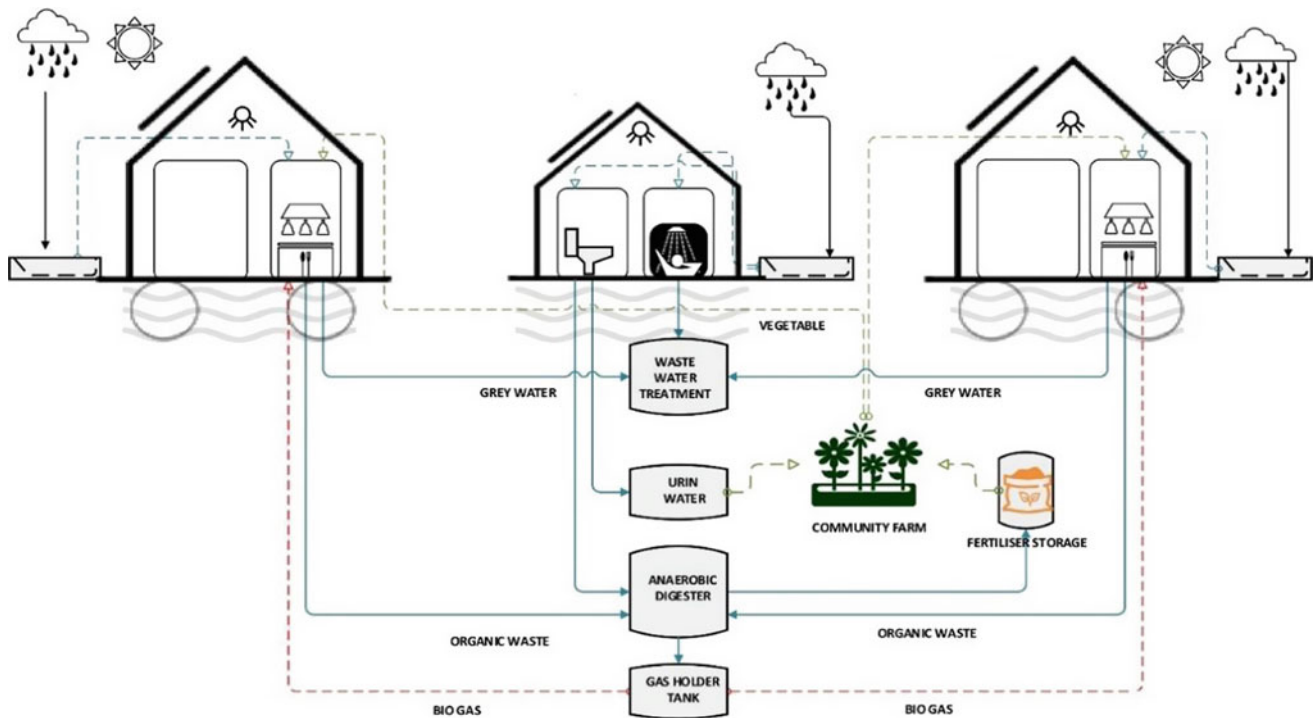 VEGETABLE
WASTE
WATER
TREATMENT
GREY WATER
GREY WATER
URIN
WATER
COMMUNITY FARM
FERTILISER STORAGE
ANAEROBIC
DIGESTER
ORGANIC WASTE
ORGANIC WASTE
GAS HOLDER
TANK
BIO GAS
BIO GAS